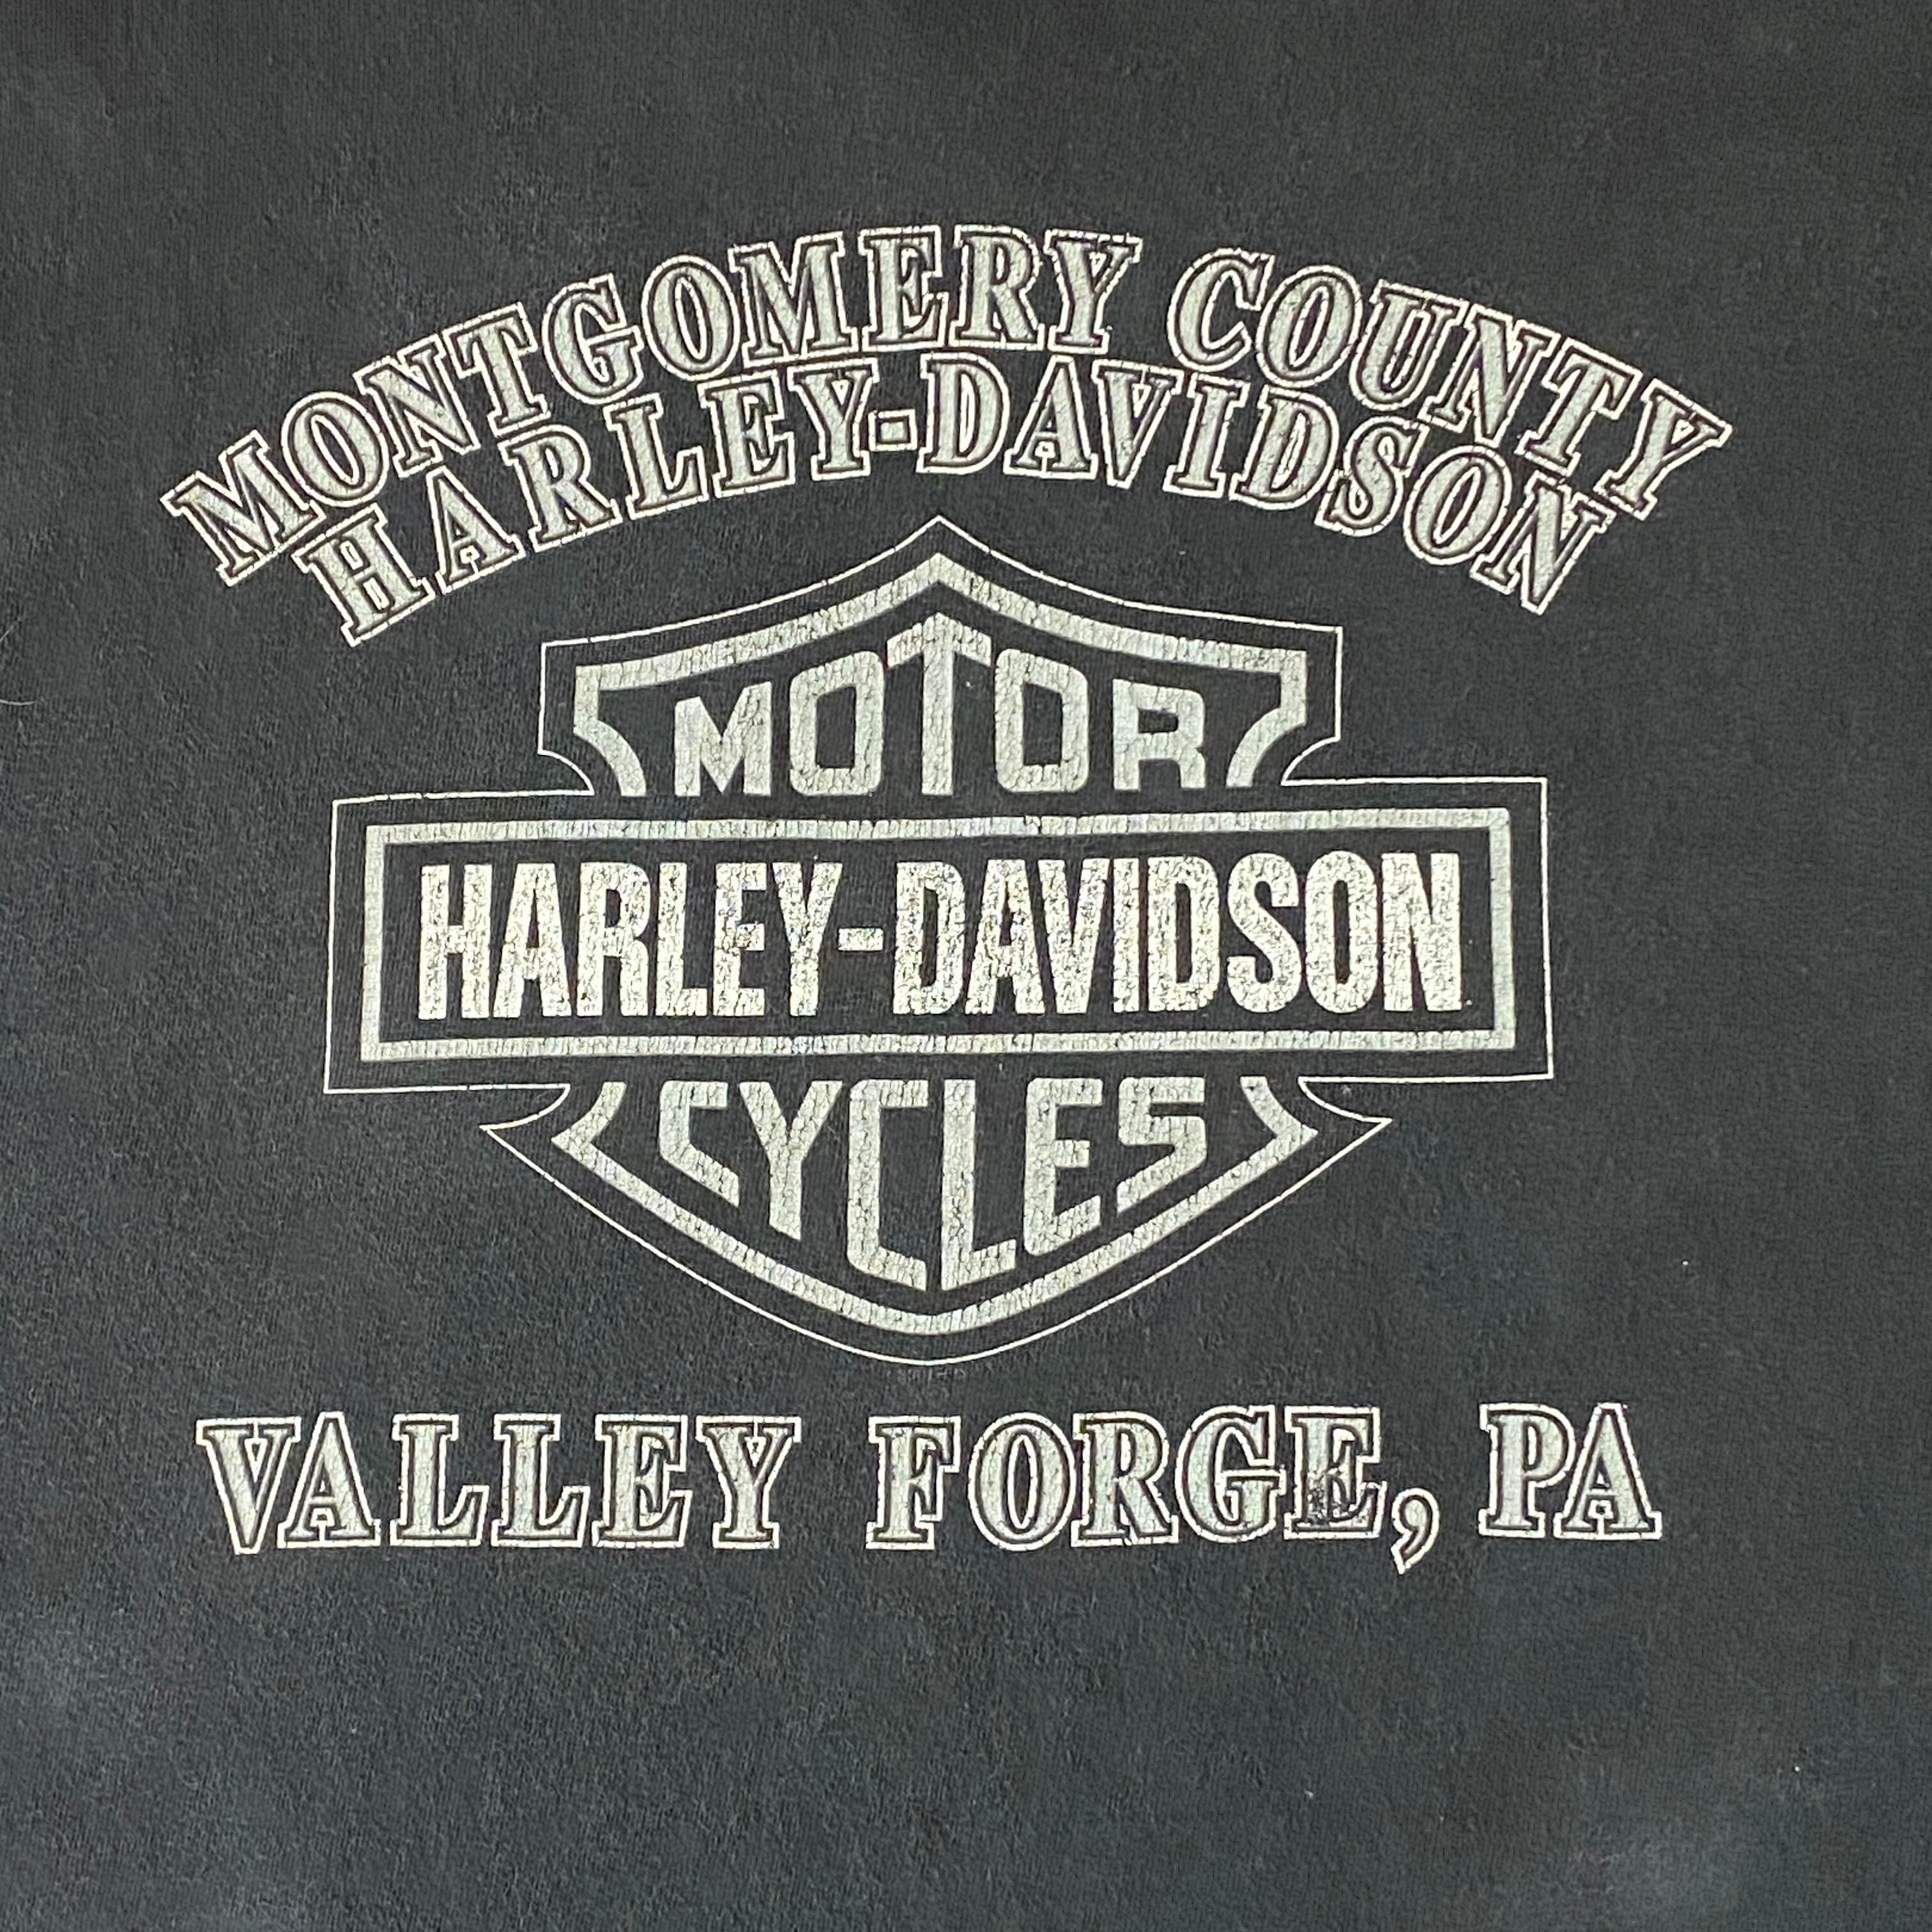 MONTGOMERY COUNTY
HARLEY-DAVIDSON
MOTOR
HARLEY-DAVIDSON
CYCLES
VALLEY FORGE, PA